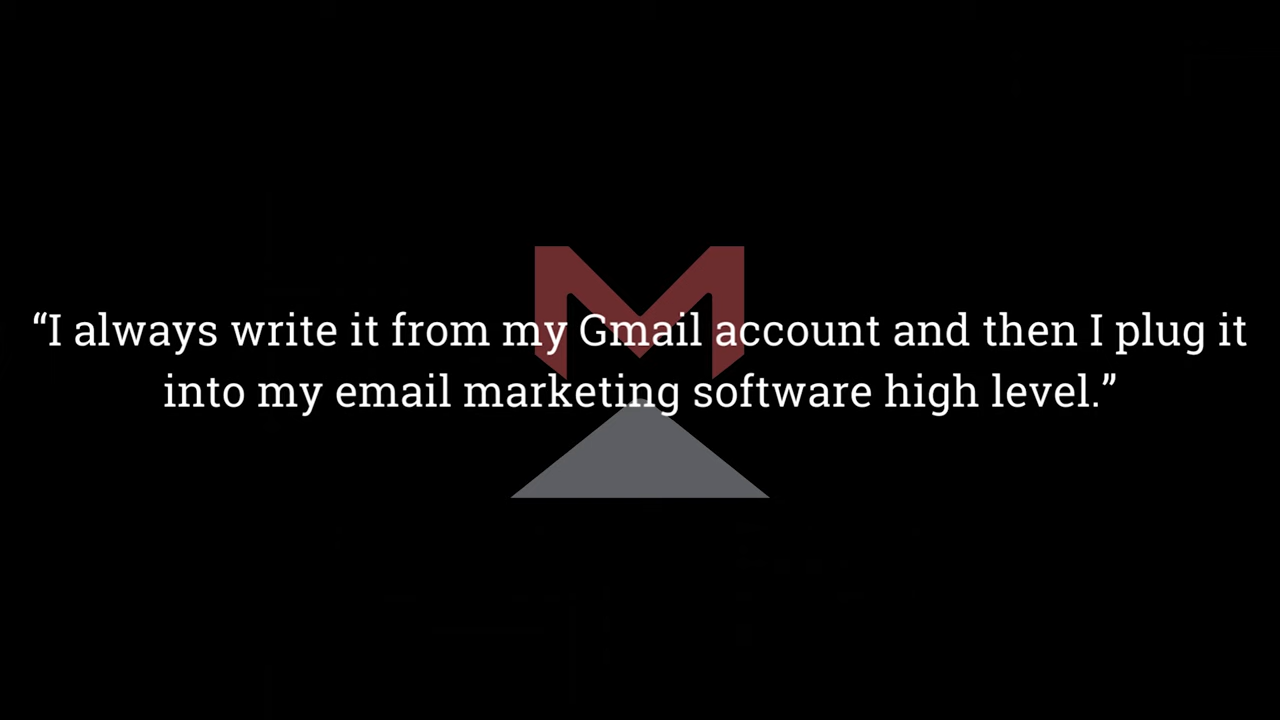 “I always write it from my Gmail account and then I plug it
into my email marketing software high level.”